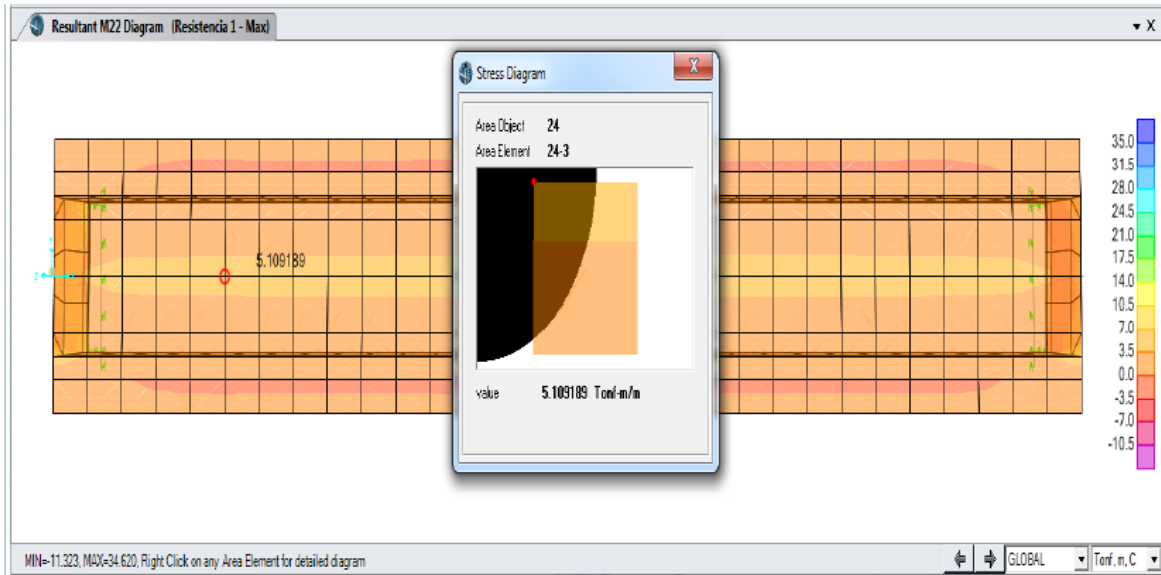 Resultant M22 Diagram (Resistencia 1 - Max)
X
Stress Diagram
X
Area Object 24
Area Element 24-3
5.109189
value 5.109189 Tonf-m/m
35.0
31.5
28.0
24.5
21.0
17.5
14.0
10.5
7.0
3.5
0.0
-3.5
-7.0
-10.5
MIN=-11.323, MAX=34.620, Right Click on any Area Element for detailed diagram
GLOBAL
Tonf, m, C